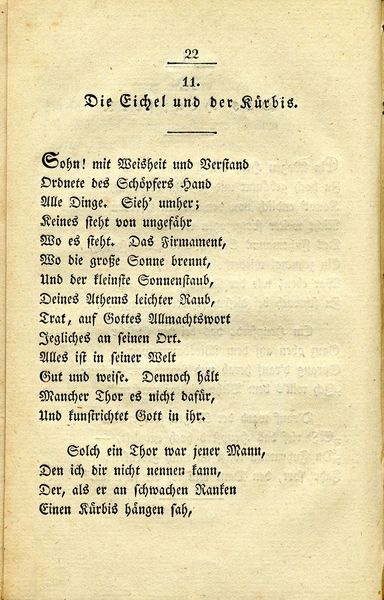 22
11.
Die Eichel und der Kürbis.
Sohn! mit Weisheit und Verstand
Ordnete des Schöpfers Hand
Alle Dinge. Sieh' umher;
Keines steht von ungefähr
Wo es steht. Das Firmament,
Wo die große Sonne brennt,
Und der kleinste Sonnenstaub,
Deines Athems leichter Raub,
Trat, auf Gottes Allmachtswort
Jegliches an seinen Ort.
Alles ist in seiner Welt
Gut und weise. Dennoch hält
Mancher Thor es nicht dafür,
Und kunstrichtet Gott in ihr.
Solch ein Thor war jener Mann,
Den ich dir nicht nennen kann,
Der, als er an schwachen Ranken
Einen Kürbis hängen sah,